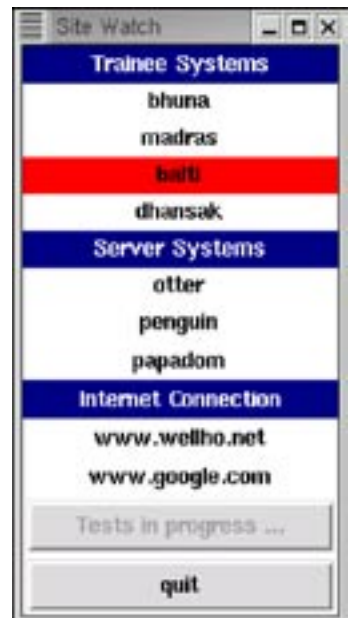 Site Watch
Trainee Systems
bhuna
madras
balti
dhansak
Server Systems
otter
penguin
papadom
Internet Connection
www.wellho.net
www.google.com
Tests in progress ...
quit